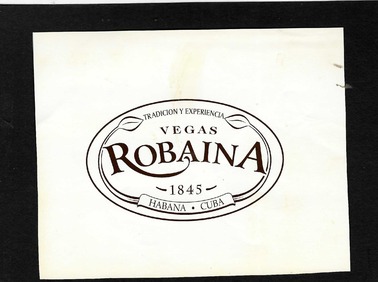 TRADICION Y EXPERIENCIA
VEGAS
ROBAINA
1845
HABANA • CUBA